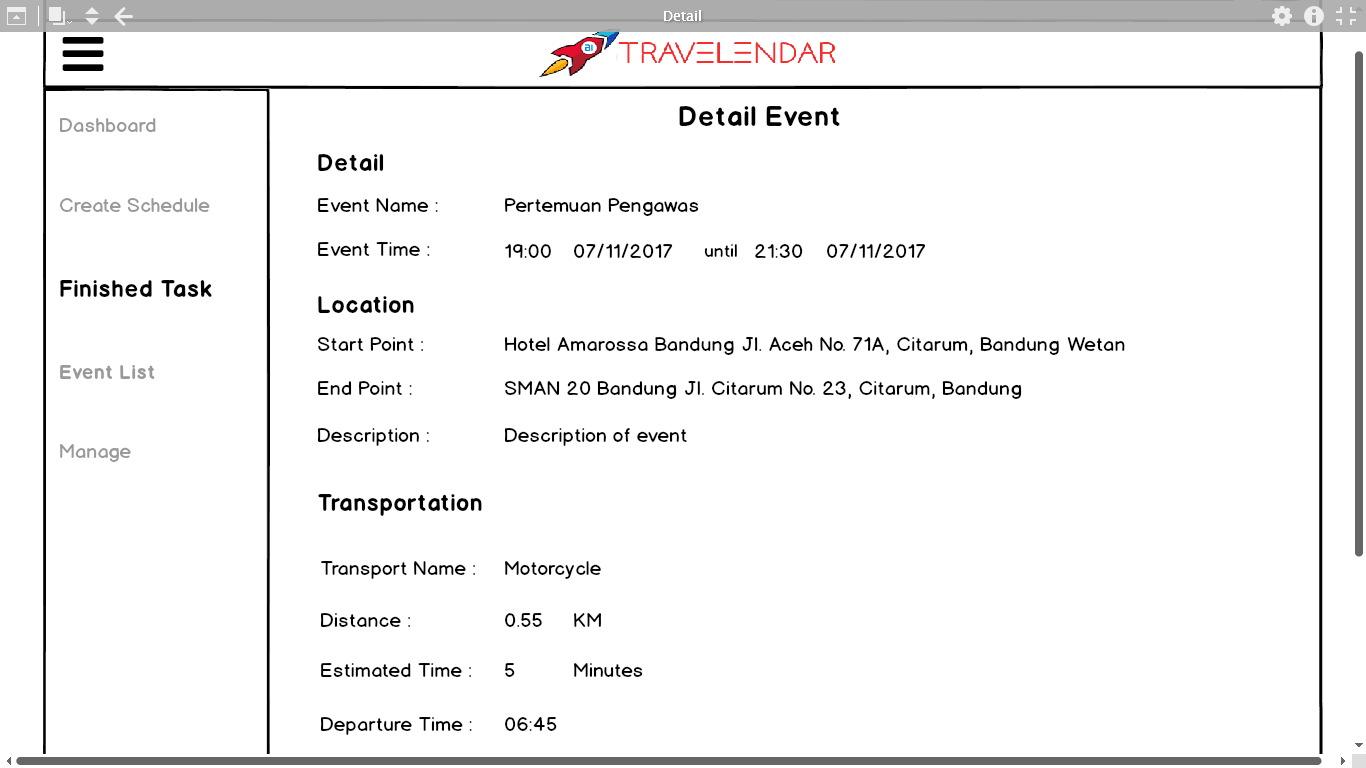 Detail
BI TRAVELENDAR
Dashboard
Create Schedule
Finished Task
Event List
Manage
Detail Event
Detail
Event Name : Pertemuan Pengawas
Event Time : 19:00 07/11/2017 until 21:30 07/11/2017
Location
Start Point : Hotel Amarossa Bandung Jl. Aceh No. 71A, Citarum, Bandung Wetan
End Point : SMAN 20 Bandung Jl. Citarum No. 23, Citarum, Bandung
Description : Description of event
Transportation
Transport Name : Motorcycle
Distance : 0.55 KM
Estimated Time : 5 Minutes
Departure Time : 06:45